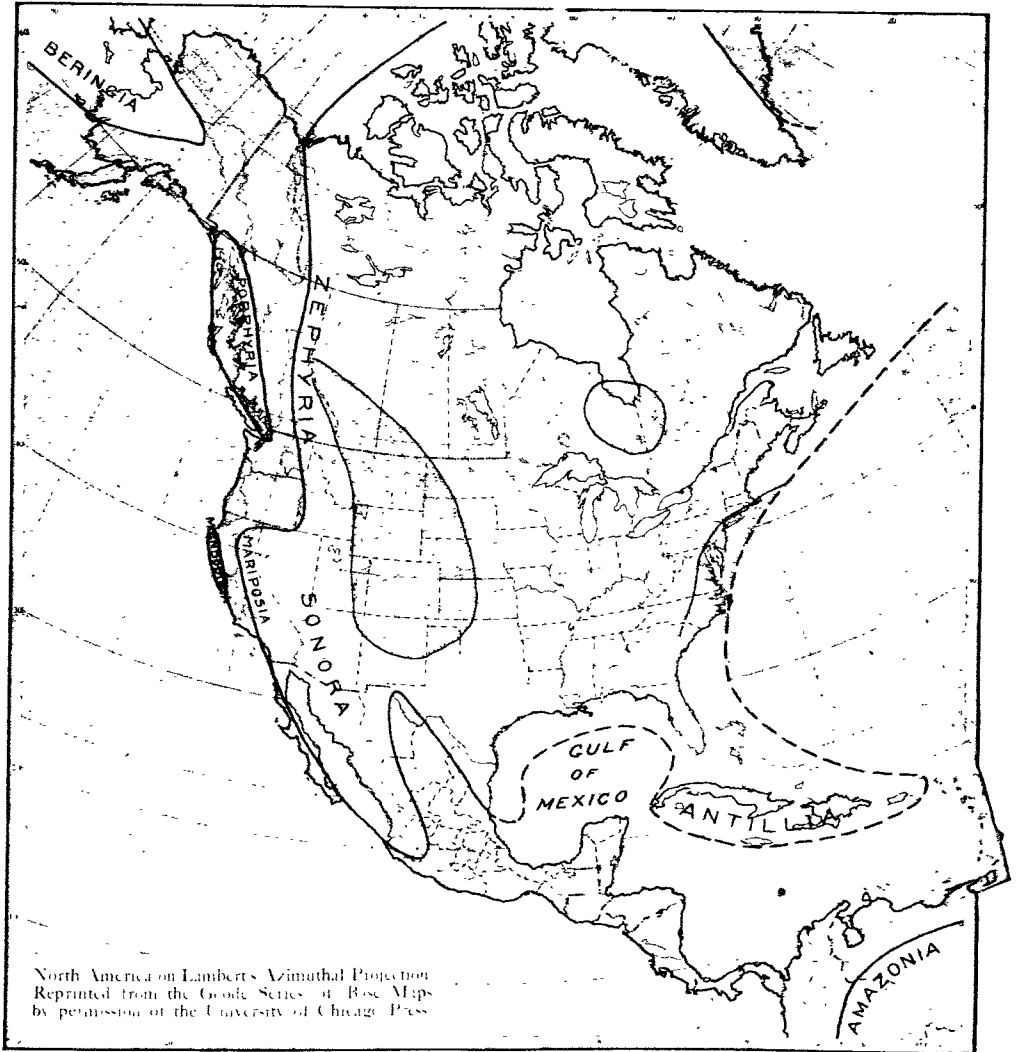 BERINGIA
PORPHYRIA
ZEPHYRIA
MARIPOSIA
SONORA
GULF
OF
MEXICO
ANTILLIA
AMAZONIA
North America on Lambert's Azimuthal Projection
Reprinted from the Goode Series of Base Maps
by permission of the University of Chicago Press